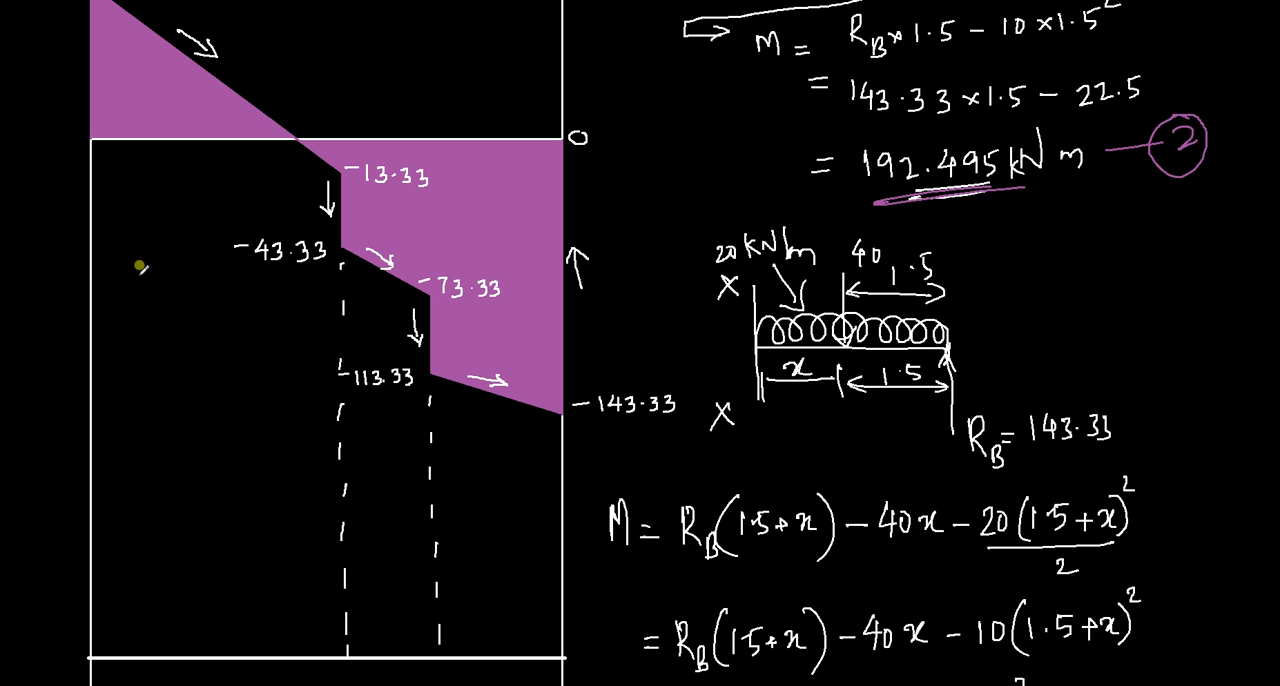 M = R_B × 1.5 − 10 × 1.5²
= 143.33 × 1.5 − 22.5
= 192.495 kN m — 2
0
-13.33
-43.33
-73.33
-113.33
-143.33
20 kN/m
40
1.5
X
x
1.5
X
R_B = 143.33
M = R_B(1.5+x) − 40x − 20(1.5+x)²
2
= R_B(1.5+x) − 40x − 10(1.5+x)²